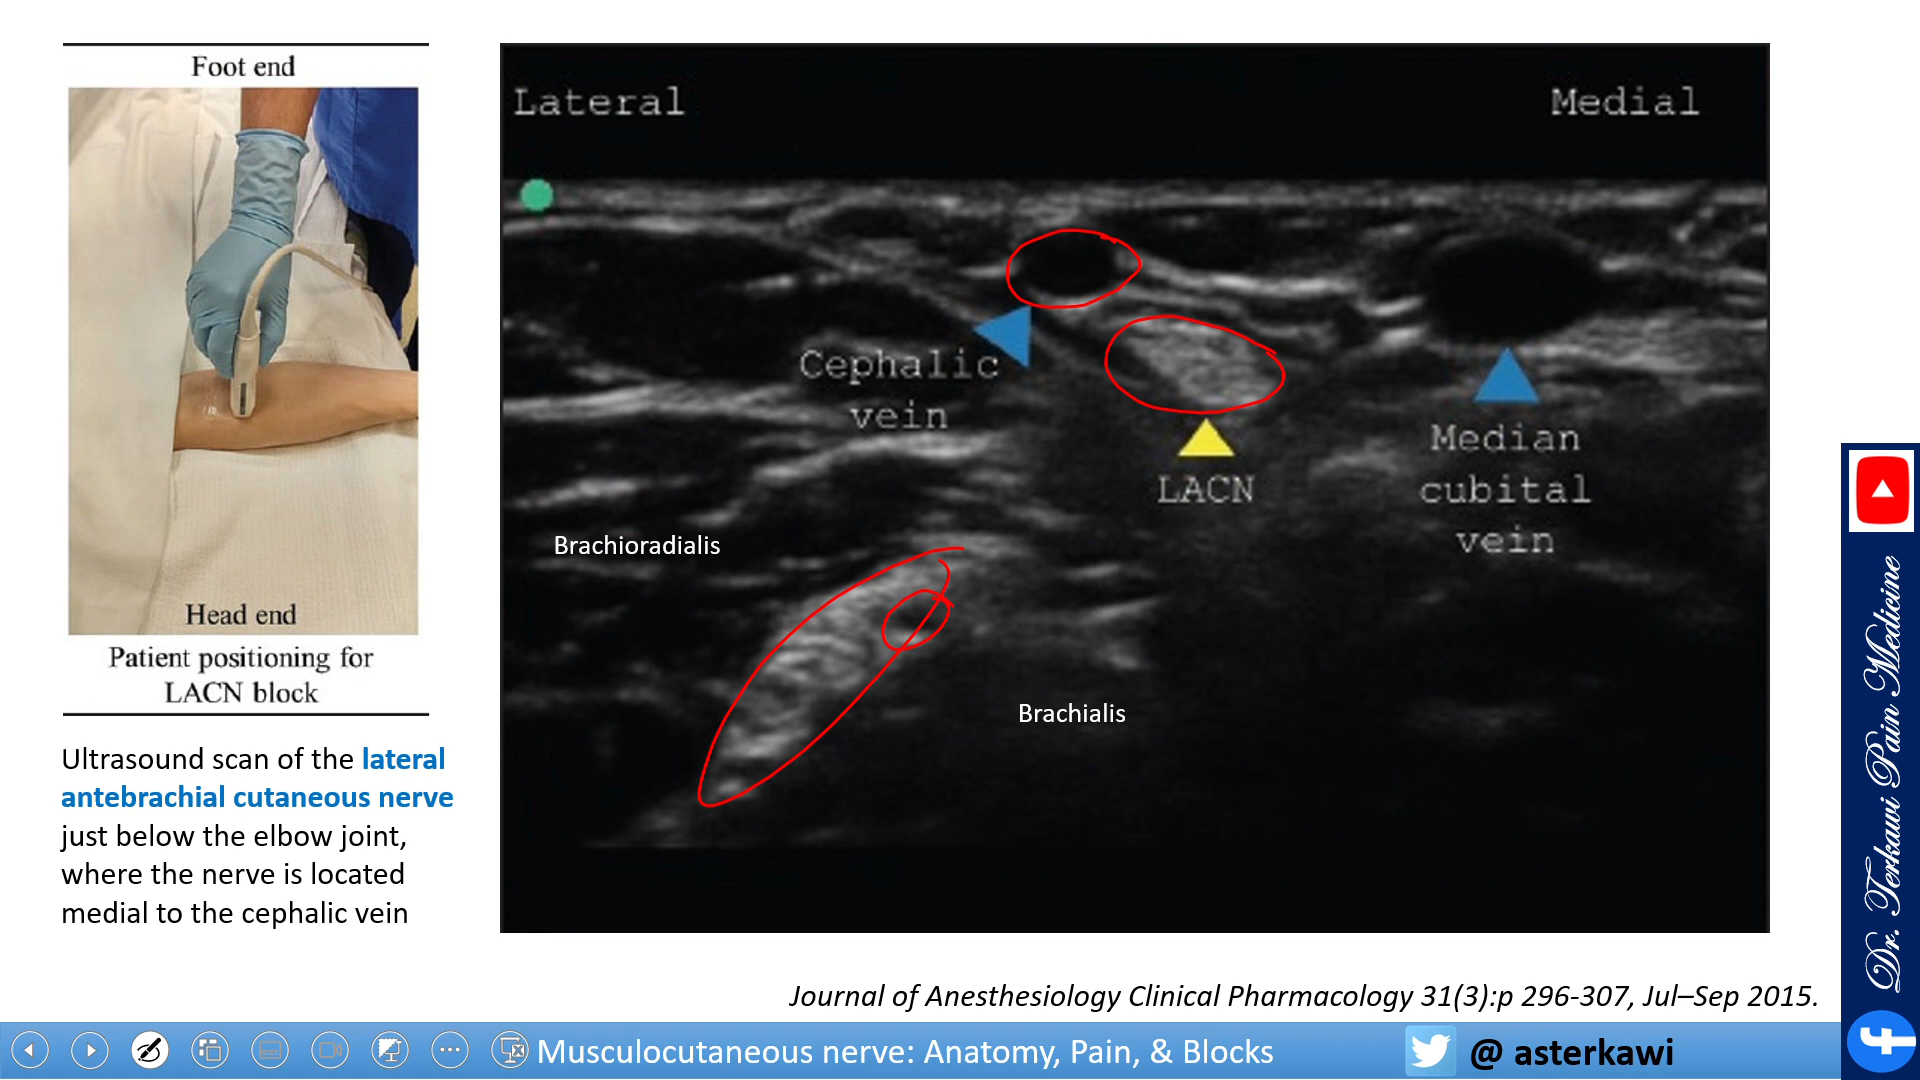 Foot end
Head end
Patient positioning for
LACN block
Ultrasound scan of the lateral
antebrachial cutaneous nerve
just below the elbow joint,
where the nerve is located
medial to the cephalic vein
Lateral
Medial
Cephalic
vein
LACN
Median
cubital
vein
Brachioradialis
Brachialis
Journal of Anesthesiology Clinical Pharmacology 31(3):p 296-307, Jul–Sep 2015.
Musculocutaneous nerve: Anatomy, Pain, & Blocks
@ asterkawi
Dr. Terkawi Pain Medicine